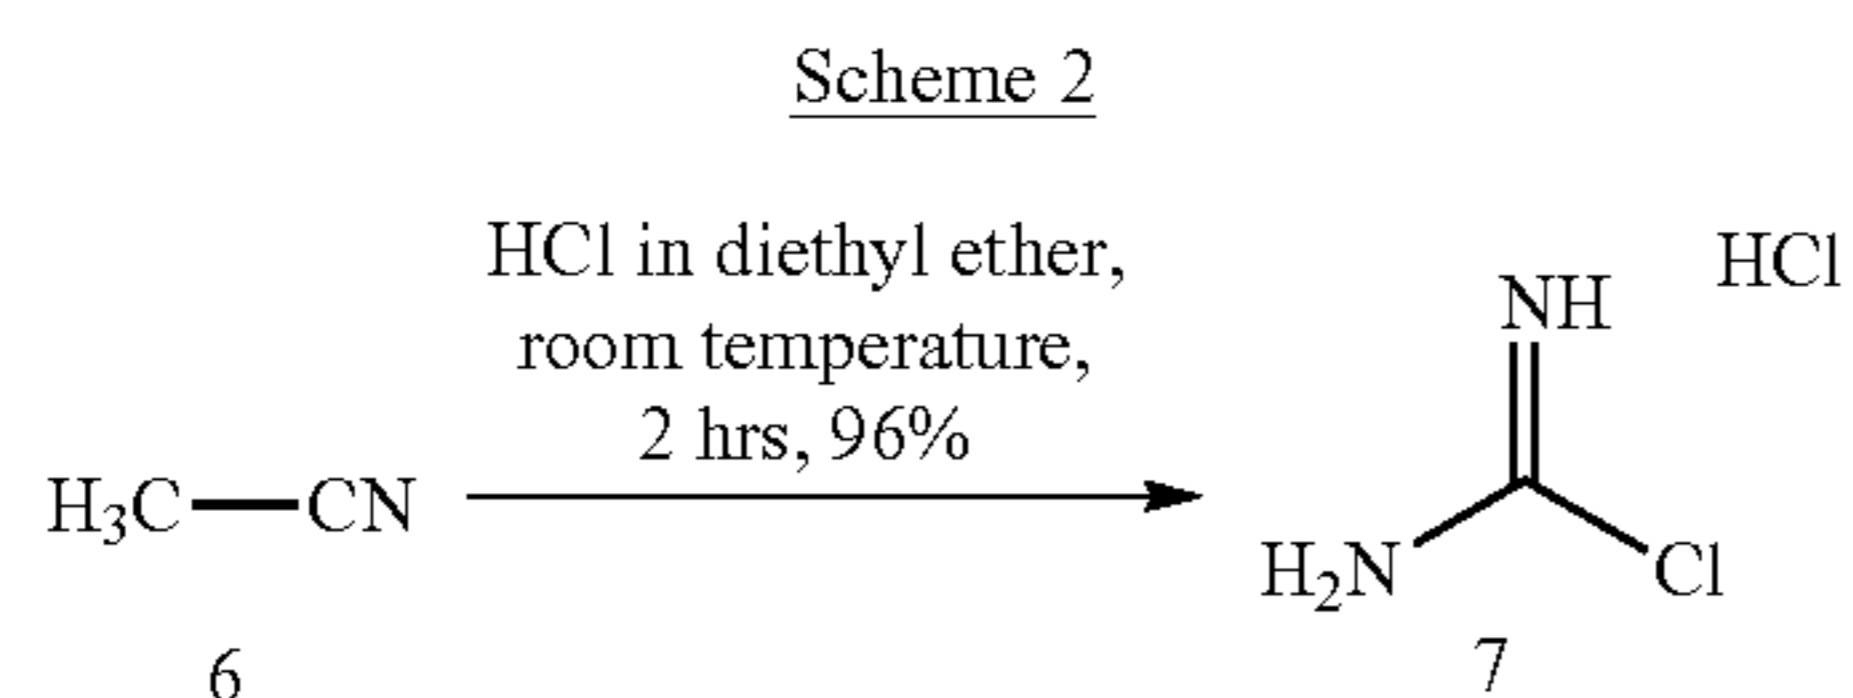 Scheme 2
HCl in diethyl ether,
room temperature,
2 hrs, 96%
NH
HCl
H₃C—CN
H₂N
Cl
6
7